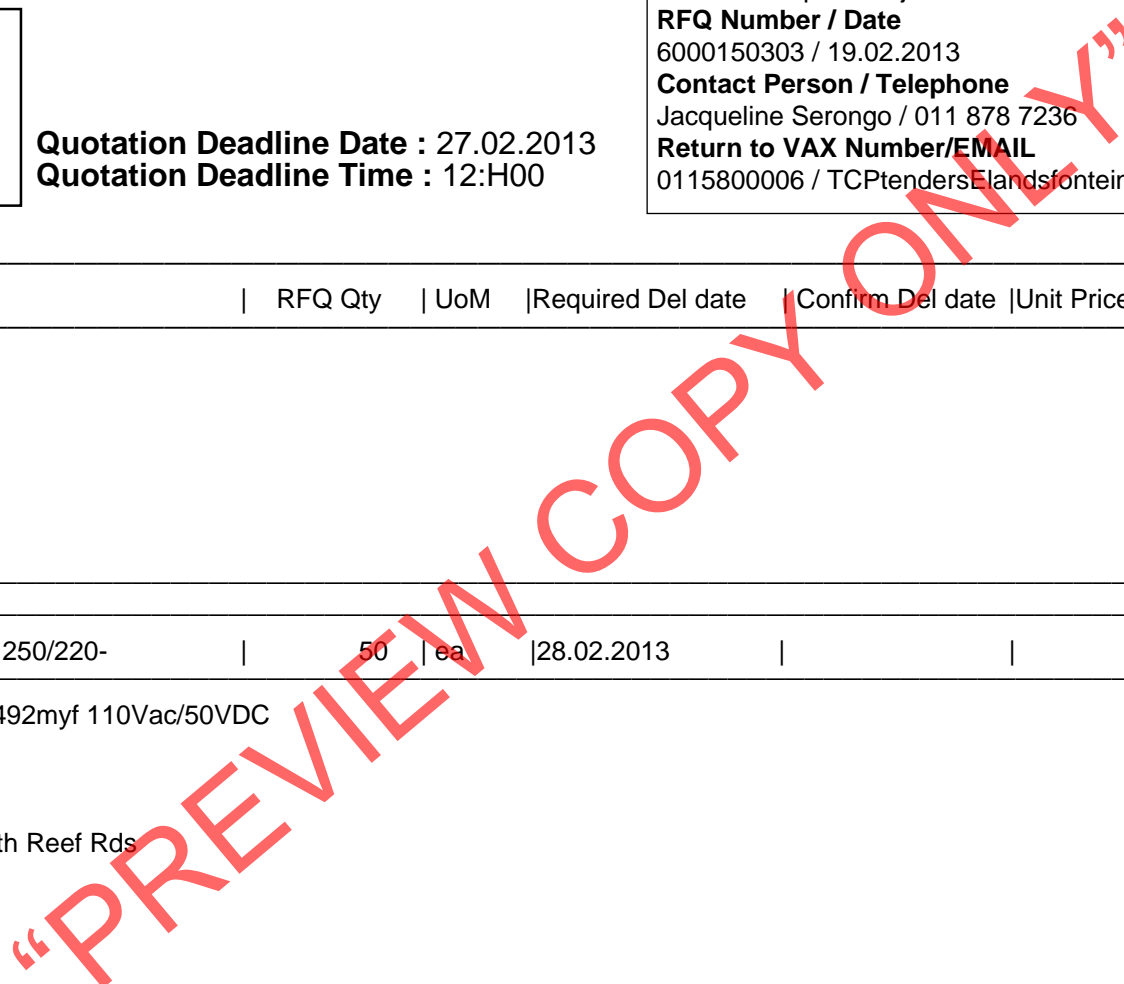 RFQ Number / Date
6000150303 / 19.02.2013
Contact Person / Telephone
Jacqueline Serongo / 011 878 7236
Return to VAX Number/EMAIL
0115800006 / TCPtendersElandsfontein
Quotation Deadline Date : 27.02.2013
Quotation Deadline Time : 12:H00
| RFQ Qty | UoM |Required Del date | Confirm Del date |Unit Price
250/220- | 50 | ea |28.02.2013 | |
492myf 110Vac/50VDC
th Reef Rds
“PREVIEW COPY ONLY”